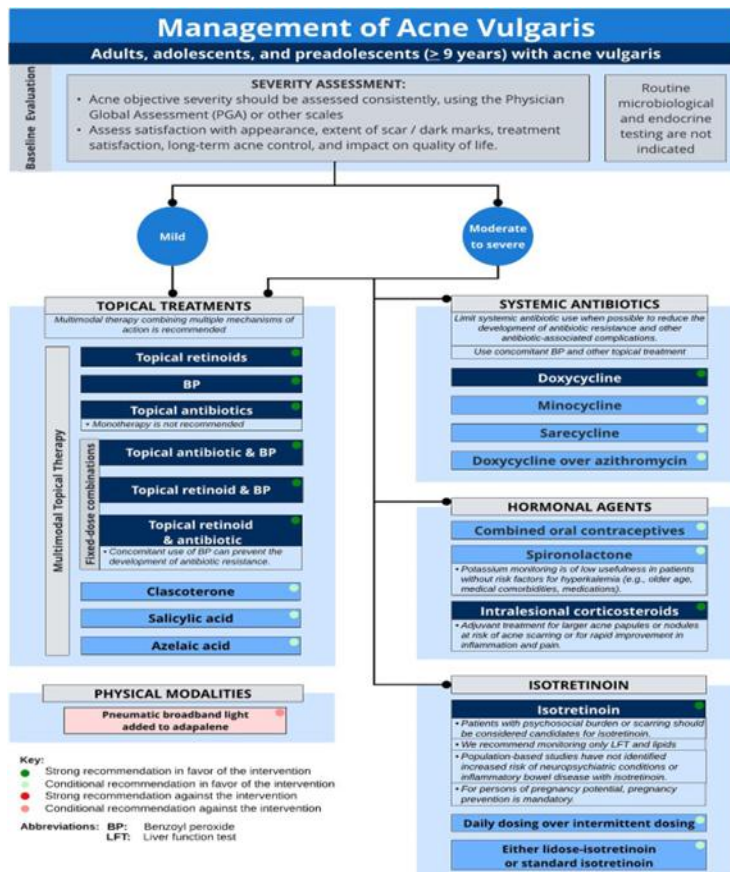 Management of Acne Vulgaris
Adults, adolescents, and preadolescents (≥ 9 years) with acne vulgaris
Baseline Evaluation
SEVERITY ASSESSMENT:
• Acne objective severity should be assessed consistently, using the Physician
Global Assessment (PGA) or other scales
• Assess satisfaction with appearance, extent of scar / dark marks, treatment
satisfaction, long-term acne control, and impact on quality of life.
Routine
microbiological
and endocrine
testing are not
indicated
Mild
Moderate
to severe
TOPICAL TREATMENTS
Multimodal therapy combining multiple mechanisms of
action is recommended
Multimodal Topical Therapy
Topical retinoids
BP
Topical antibiotics
• Monotherapy is not recommended
Fixed-dose combinations
Topical antibiotic & BP
Topical retinoid & BP
Topical retinoid
& antibiotic
• Concomitant use of BP can prevent the
development of antibiotic resistance.
Clascoterone
Salicylic acid
Azelaic acid
PHYSICAL MODALITIES
Pneumatic broadband light
added to adapalene
Key:
Strong recommendation in favor of the intervention
Conditional recommendation in favor of the intervention
Strong recommendation against the intervention
Conditional recommendation against the intervention
Abbreviations: BP: Benzoyl peroxide
LFT: Liver function test
SYSTEMIC ANTIBIOTICS
Limit systemic antibiotic use when possible to reduce the
development of antibiotic resistance and other
antibiotic-associated complications.
Use concomitant BP and other topical treatment
Doxycycline
Minocycline
Sarecycline
Doxycycline over azithromycin
HORMONAL AGENTS
Combined oral contraceptives
Spironolactone
• Potassium monitoring is of low usefulness in patients
without risk factors for hyperkalemia (e.g., older age,
medical comorbidities, medications).
Intralesional corticosteroids
• Adjuvant treatment for larger acne papules or nodules
at risk of acne scarring or for rapid improvement in
inflammation and pain.
ISOTRETINOIN
Isotretinoin
• Patients with psychosocial burden or scarring should
be considered candidates for isotretinoin.
• We recommend monitoring only LFT and lipids
• Population-based studies have not identified
increased risk of neuropsychiatric conditions or
inflammatory bowel disease with isotretinoin.
• For persons of pregnancy potential, pregnancy
prevention is mandatory.
Daily dosing over intermittent dosing
Either lidose-isotretinoin
or standard isotretinoin